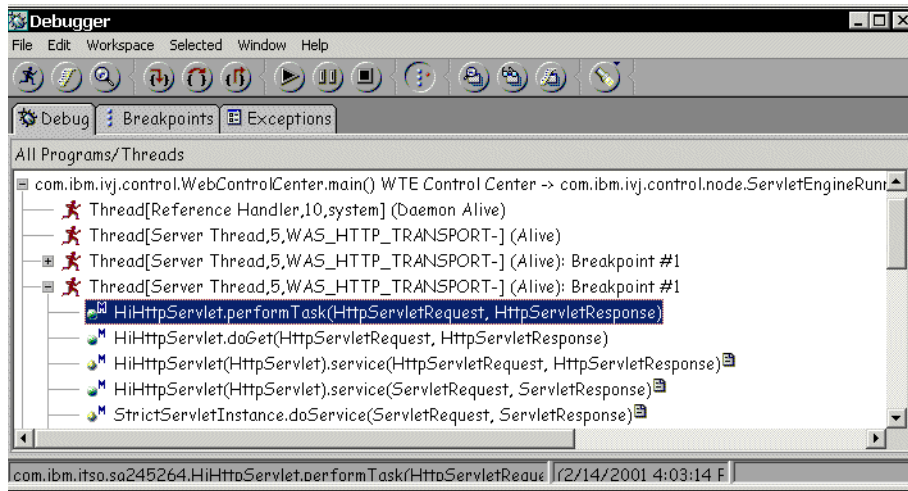 Debugger
File Edit Workspace Selected Window Help
Debug Breakpoints Exceptions
All Programs/Threads
com.ibm.ivj.control.WebControlCenter.main() WTE Control Center -> com.ibm.ivj.control.node.ServletEngineRunn
Thread[Reference Handler,10,system] (Daemon Alive)
Thread[Server Thread,5,WAS_HTTP_TRANSPORT-] (Alive)
Thread[Server Thread,5,WAS_HTTP_TRANSPORT-] (Alive): Breakpoint #1
Thread[Server Thread,5,WAS_HTTP_TRANSPORT-] (Alive): Breakpoint #1
HiHttpServlet.performTask(HttpServletRequest, HttpServletResponse)
HiHttpServlet.doGet(HttpServletRequest, HttpServletResponse)
HiHttpServlet(HttpServlet).service(HttpServletRequest, HttpServletResponse)
HiHttpServlet(HttpServlet).service(ServletRequest, ServletResponse)
StrictServletInstance.doService(ServletRequest, ServletResponse)
com.ibm.itso.sg245264.HiHttpServlet.performTask(HttpServletReque (2/14/2001 4:03:14 P